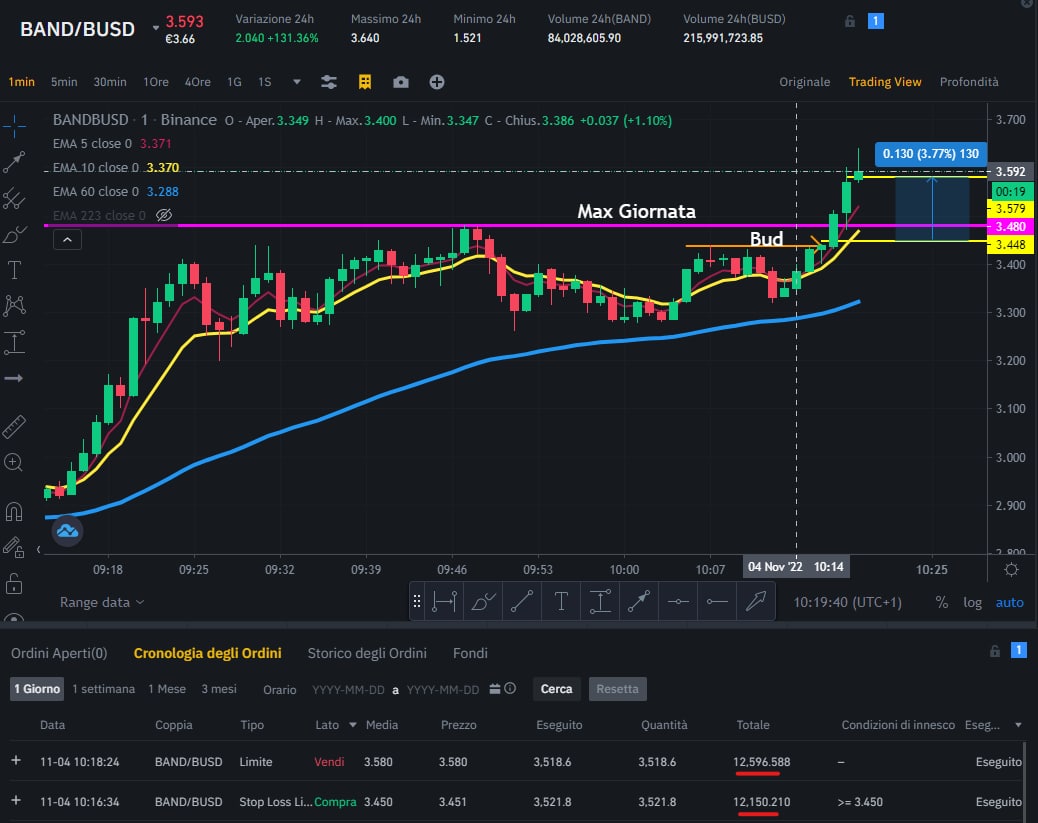 BAND/BUSD 3.593 €3.66
Variazione 24h Massimo 24h Minimo 24h Volume 24h(BAND) Volume 24h(BUSD)
2.040 +131.36% 3.640 1.521 84,028,605.90 215,991,723.85
1
1min 5min 30min 1Ore 4Ore 1G 1S Originale Trading View Profondità
BANDBUSD · 1 · Binance O - Aper.3.349 H - Max.3.400 L - Min.3.347 C - Chius.3.386 +0.037 (+1.10%)
EMA 5 close 0 3.371
EMA 10 close 0 3.370
EMA 60 close 0 3.288
EMA 223 close 0
Max Giornata
Bud
0.130 (3.77%) 130
3.700
3.592
00:19
3.579
3.480
3.448
3.400
3.300
3.200
3.100
3.000
2.900
2.800
09:18 09:25 09:32 09:39 09:46 09:53 10:00 10:07 04 Nov '22 10:14 10:25
Range data 10:19:40 (UTC+1) % log auto
Ordini Aperti(0) Cronologia degli Ordini Storico degli Ordini Fondi 1
1 Giorno 1 settimana 1 Mese 3 mesi Orario YYYY-MM-DD a YYYY-MM-DD Cerca Resetta
Data Coppia Tipo Lato Media Prezzo Eseguito Quantità Totale Condizioni di innesco Eseg...
11-04 10:18:24 BAND/BUSD Limite Vendi 3.580 3.580 3,518.6 3,518.6 12,596.588 – Eseguito
11-04 10:16:34 BAND/BUSD Stop Loss Li... Compra 3.450 3.451 3,521.8 3,521.8 12,150.210 >= 3.450 Eseguito